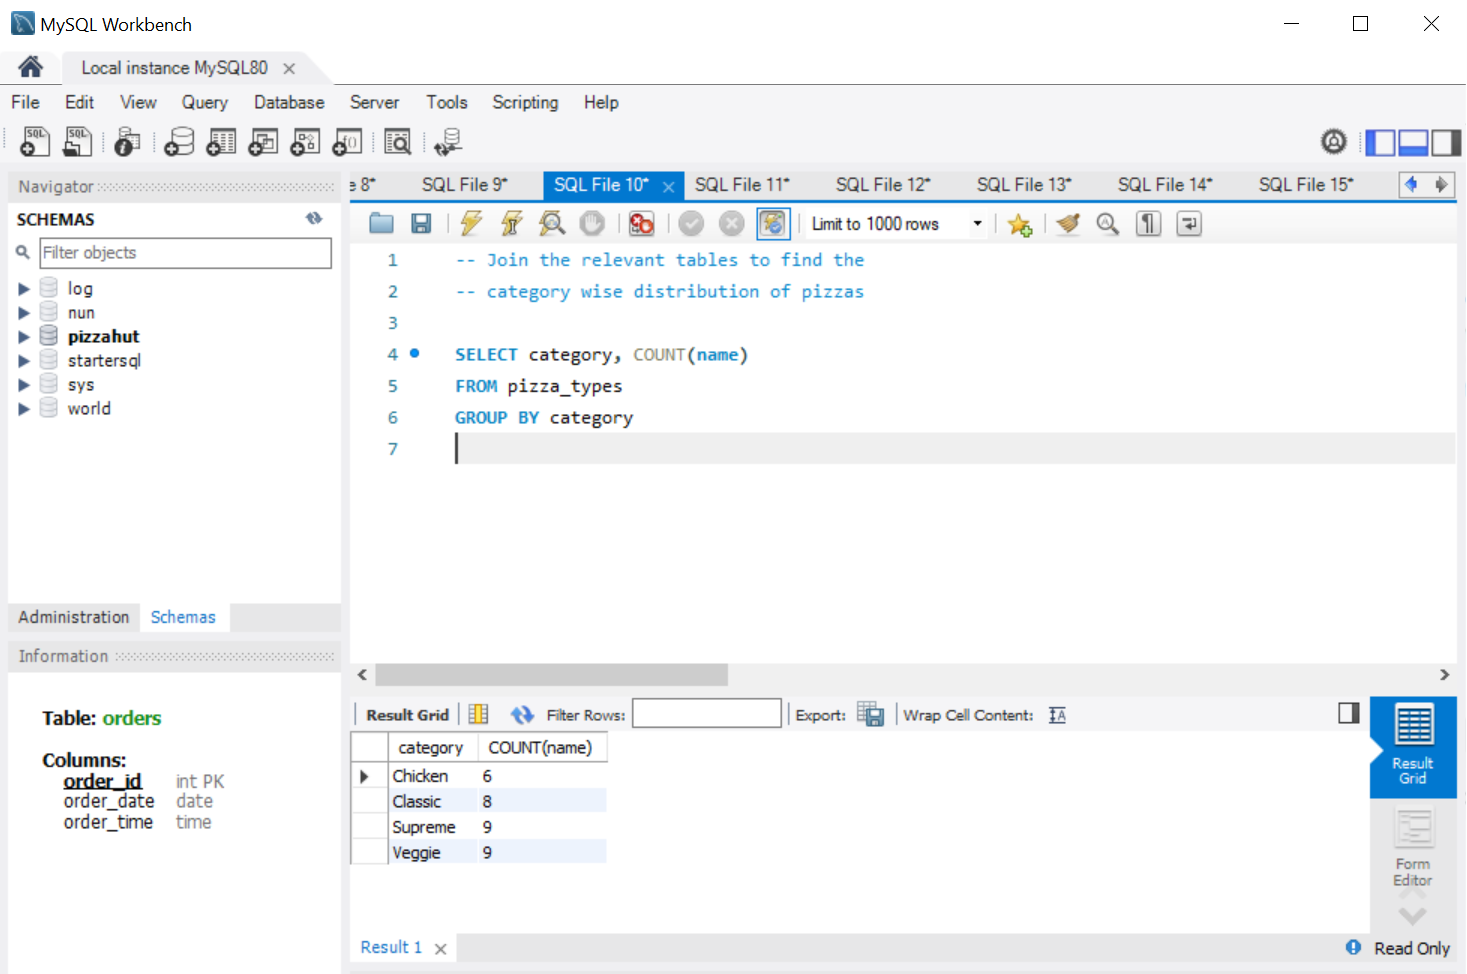 MySQL Workbench
Local instance MySQL80
File Edit View Query Database Server Tools Scripting Help
Navigator
SCHEMAS
Filter objects
log
nun
pizzahut
startersql
sys
world
Administration Schemas
Information
Table: orders
Columns:
order_id int PK
order_date date
order_time time
e 8* SQL File 9* SQL File 10* SQL File 11* SQL File 12* SQL File 13* SQL File 14* SQL File 15*
Limit to 1000 rows
1 -- Join the relevant tables to find the
2 -- category wise distribution of pizzas
3
4 SELECT category, COUNT(name)
5 FROM pizza_types
6 GROUP BY category
7
Result Grid Filter Rows: Export: Wrap Cell Content:
category COUNT(name)
Chicken 6
Classic 8
Supreme 9
Veggie 9
Result
Grid
Form
Editor
Result 1
Read Only